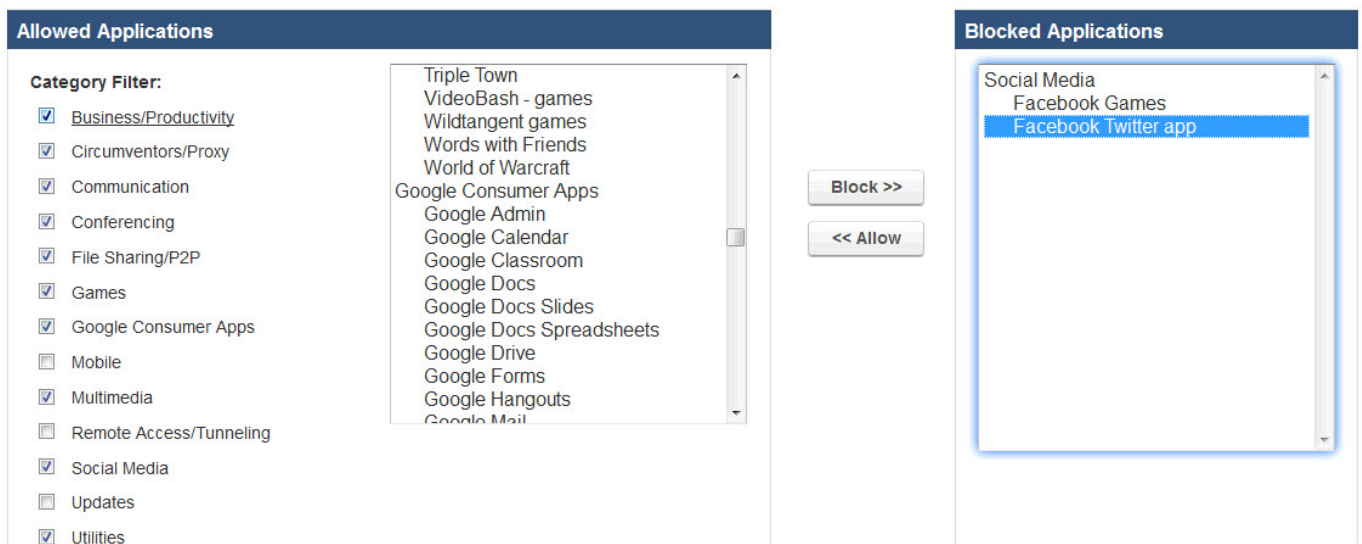 Allowed Applications
Category Filter:
Business/Productivity
Circumventors/Proxy
Communication
Conferencing
File Sharing/P2P
Games
Google Consumer Apps
Mobile
Multimedia
Remote Access/Tunneling
Social Media
Updates
Utilities
Triple Town
VideoBash - games
Wildtangent games
Words with Friends
World of Warcraft
Google Consumer Apps
Google Admin
Google Calendar
Google Classroom
Google Docs
Google Docs Slides
Google Docs Spreadsheets
Google Drive
Google Forms
Google Hangouts
Google Mail
Block >>
<< Allow
Blocked Applications
Social Media
Facebook Games
Facebook Twitter app